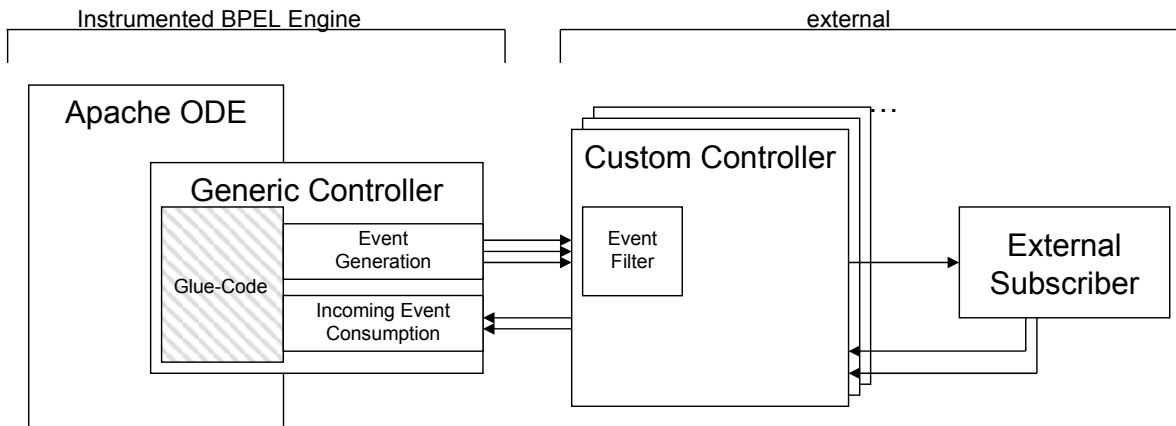 Instrumented BPEL Engine
external
Apache ODE
...
Custom Controller
Generic Controller
Event
Generation
Event
Filter
External
Subscriber
Glue-Code
Incoming Event
Consumption